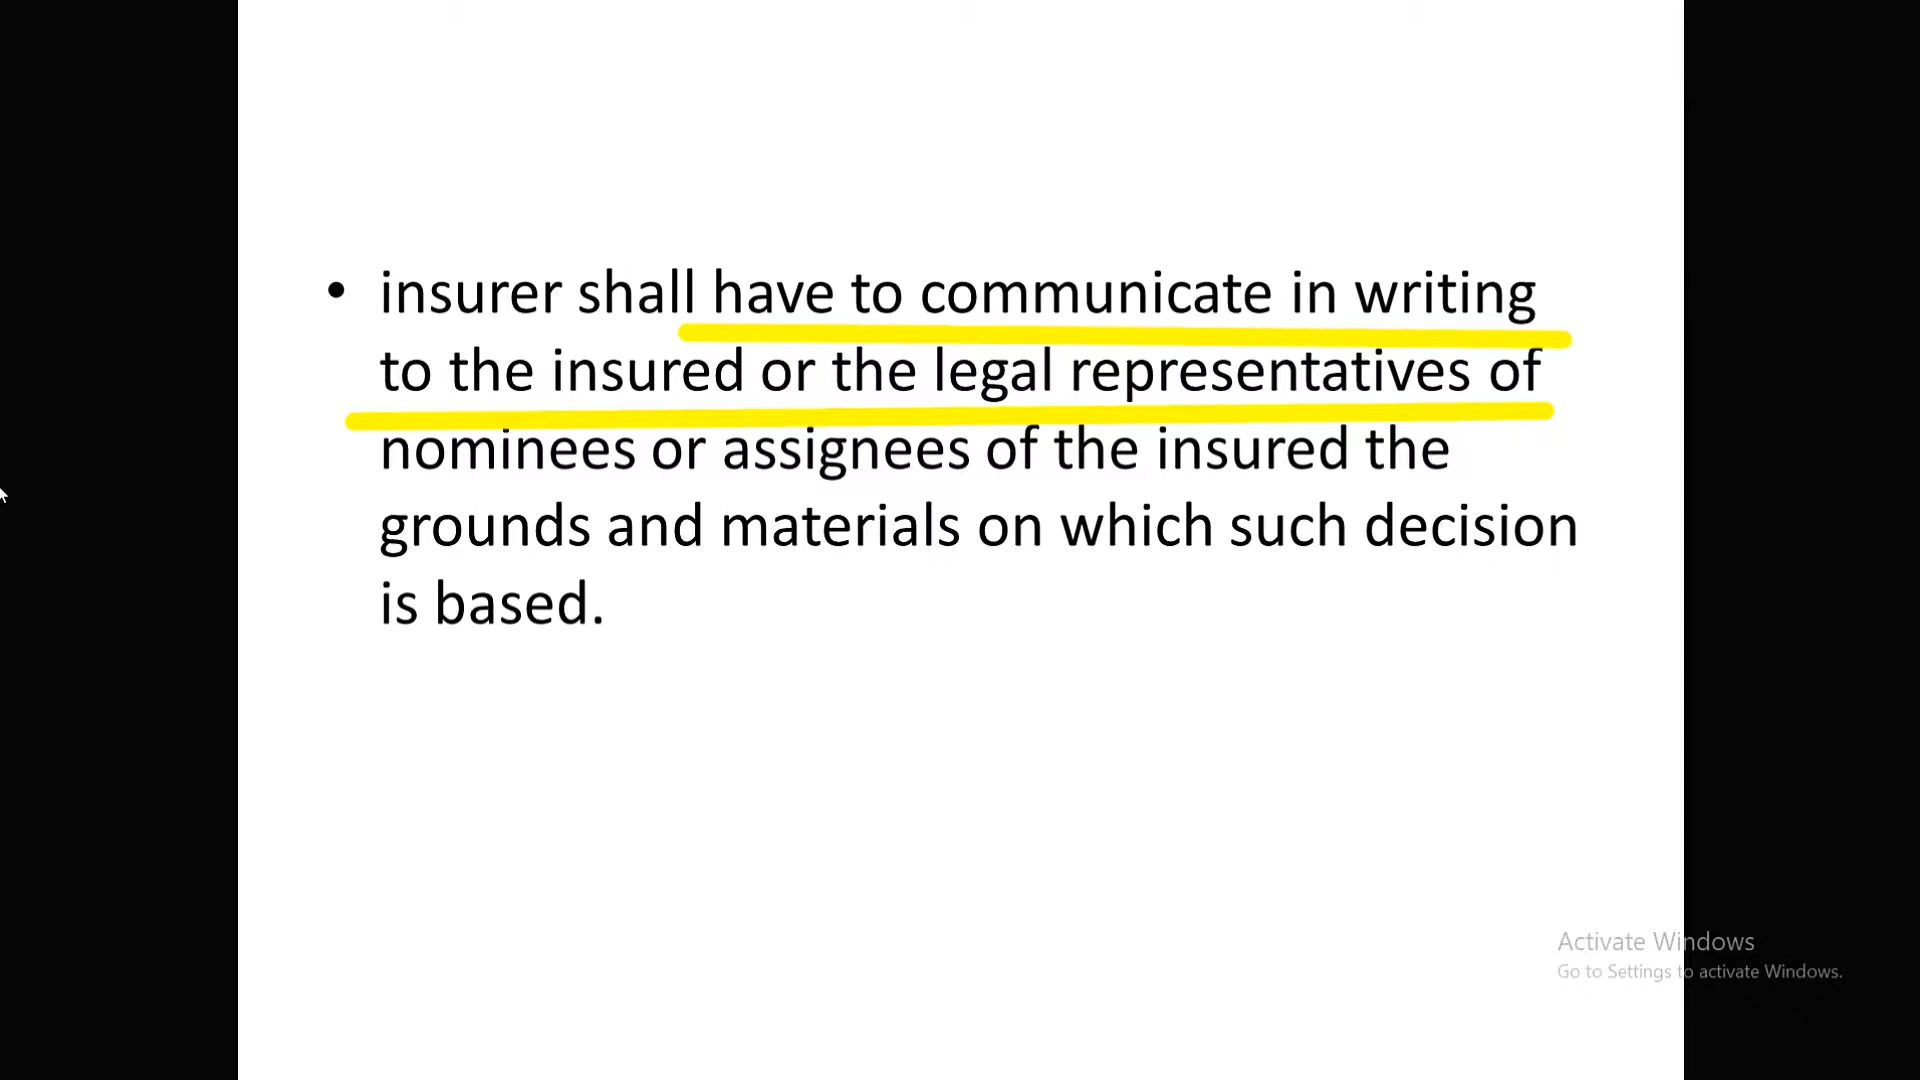 • insurer shall have to communicate in writing
to the insured or the legal representatives of
nominees or assignees of the insured the
grounds and materials on which such decision
is based.
Activate Windows
Go to Settings to activate Windows.